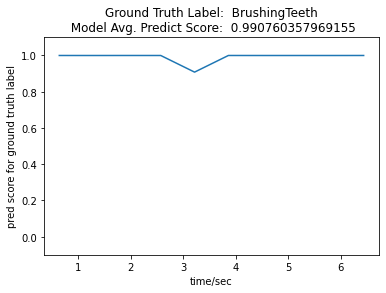 Ground Truth Label:  BrushingTeeth
Model Avg. Predict Score:  0.990760357969155
pred score for ground truth label
1.0
0.8
0.6
0.4
0.2
0.0
1 2 3 4 5 6
time/sec